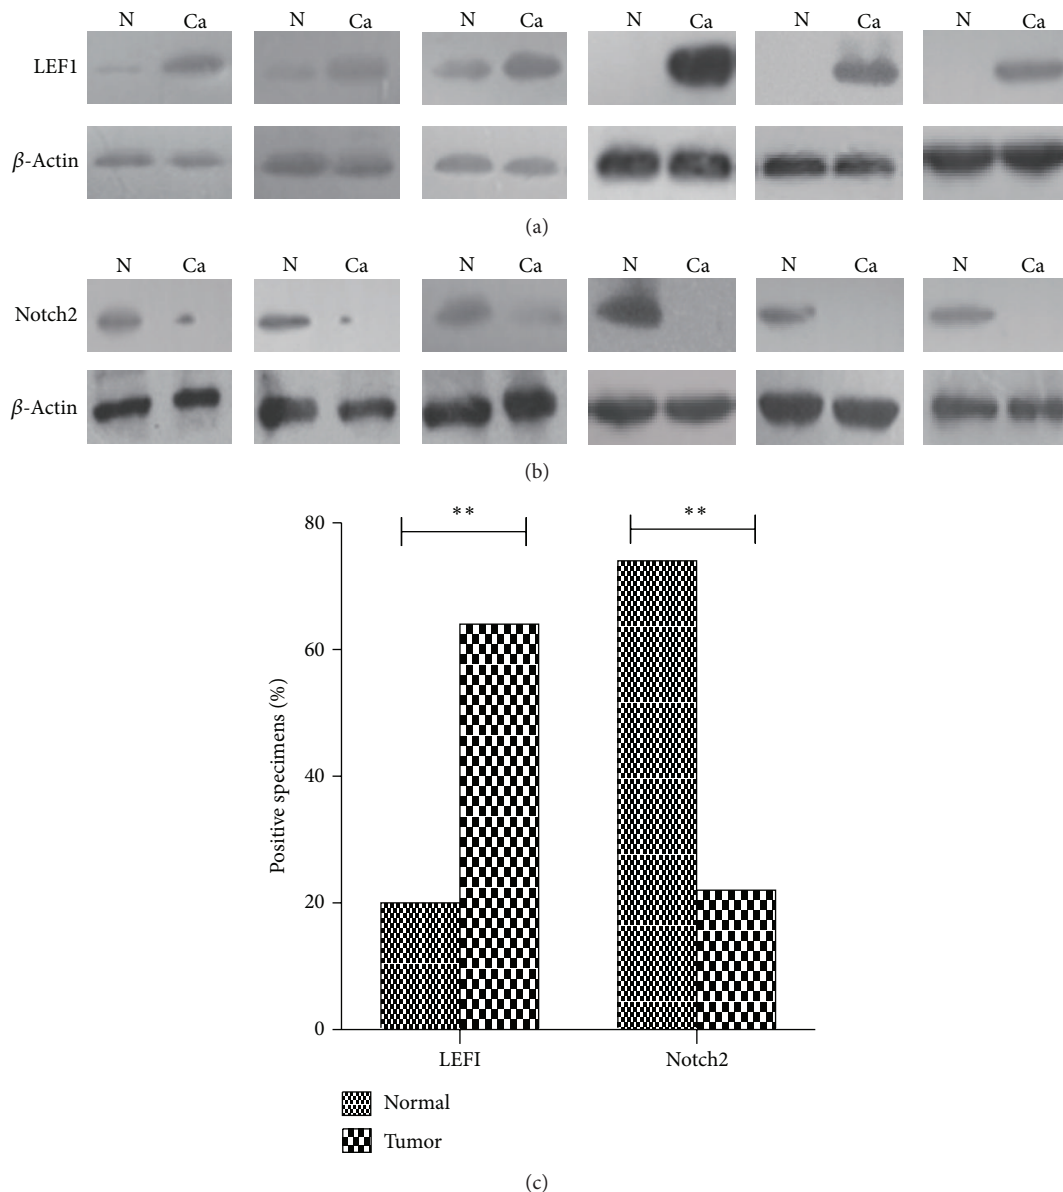 N Ca N Ca N Ca N Ca N Ca N Ca
LEF1
β-Actin
(a)
N Ca N Ca N Ca N Ca N Ca N Ca
Notch2
β-Actin
(b)
80
60
40
20
0
Positive specimens (%)
** **
LEFI Notch2
Normal
Tumor
(c)